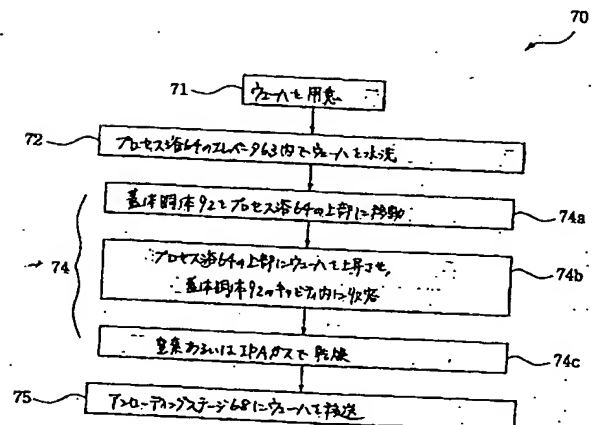 70
71
ウェーハを用意
72
プロセス浴64のエレベータ63内でウェーハを水洗
蓋体胴体92をプロセス浴64の上部に移動
74a
74
プロセス浴64の上部にウェーハを上昇させ,
蓋体胴体92のキャビティ内に収容
74b
窒素あるいはIPAガスで乾燥
74c
75
アンローディングステージ68にウェーハを移送